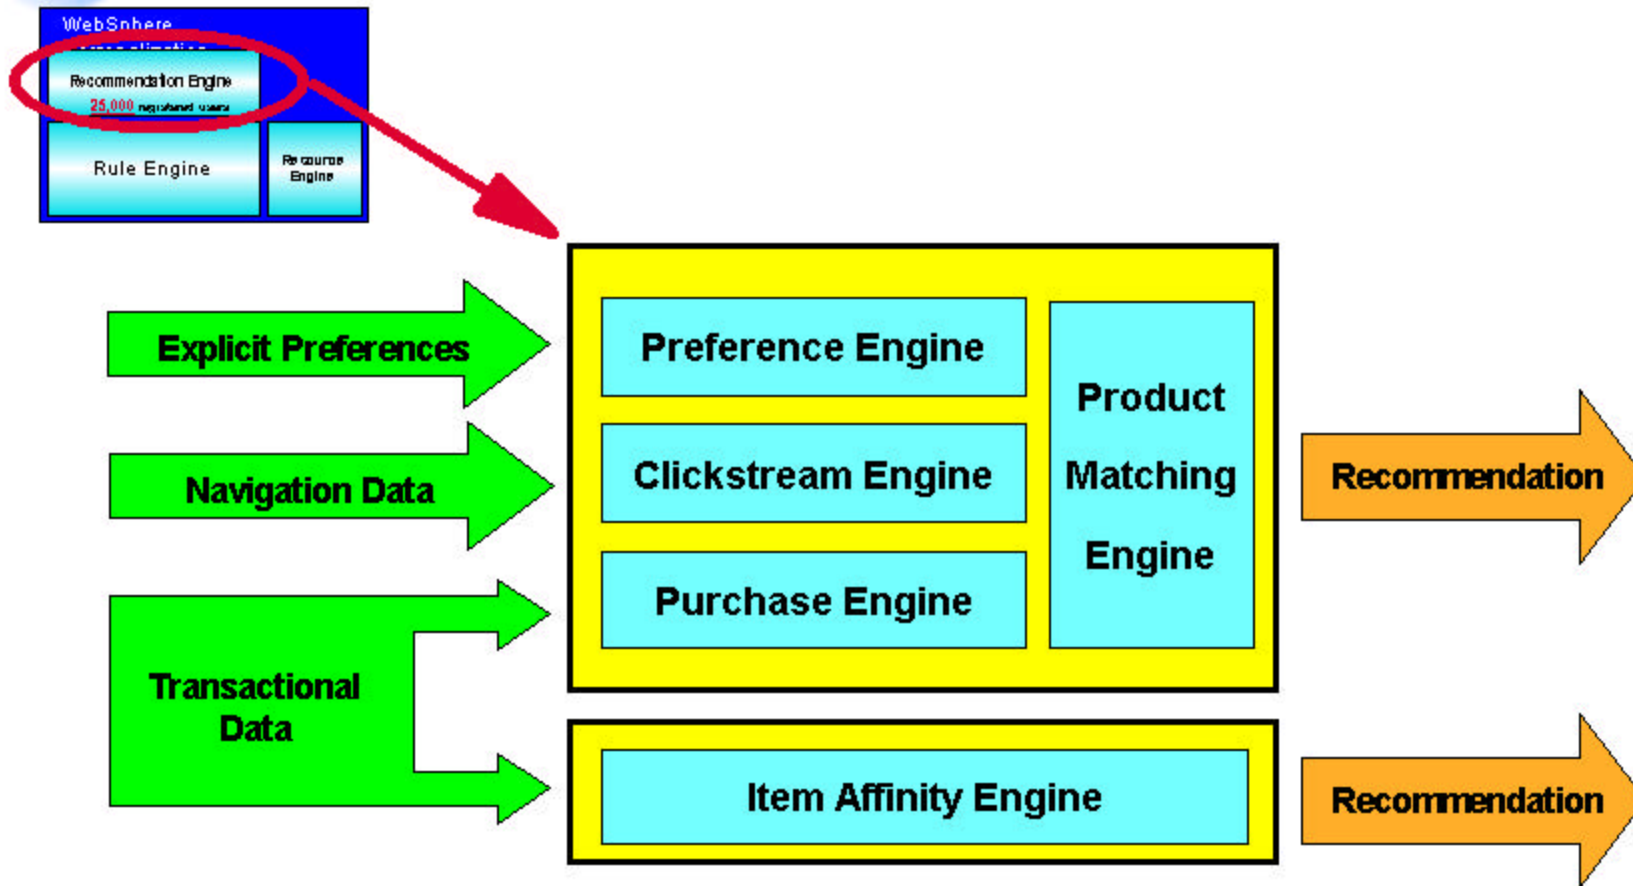 WebSphere
Recommendation Engine
25,000 registered users
Rule Engine
Resource
Engine
Explicit Preferences
Preference Engine
Navigation Data
Clickstream Engine
Purchase Engine
Product
Matching
Engine
Recommendation
Transactional
Data
Item Affinity Engine
Recommendation